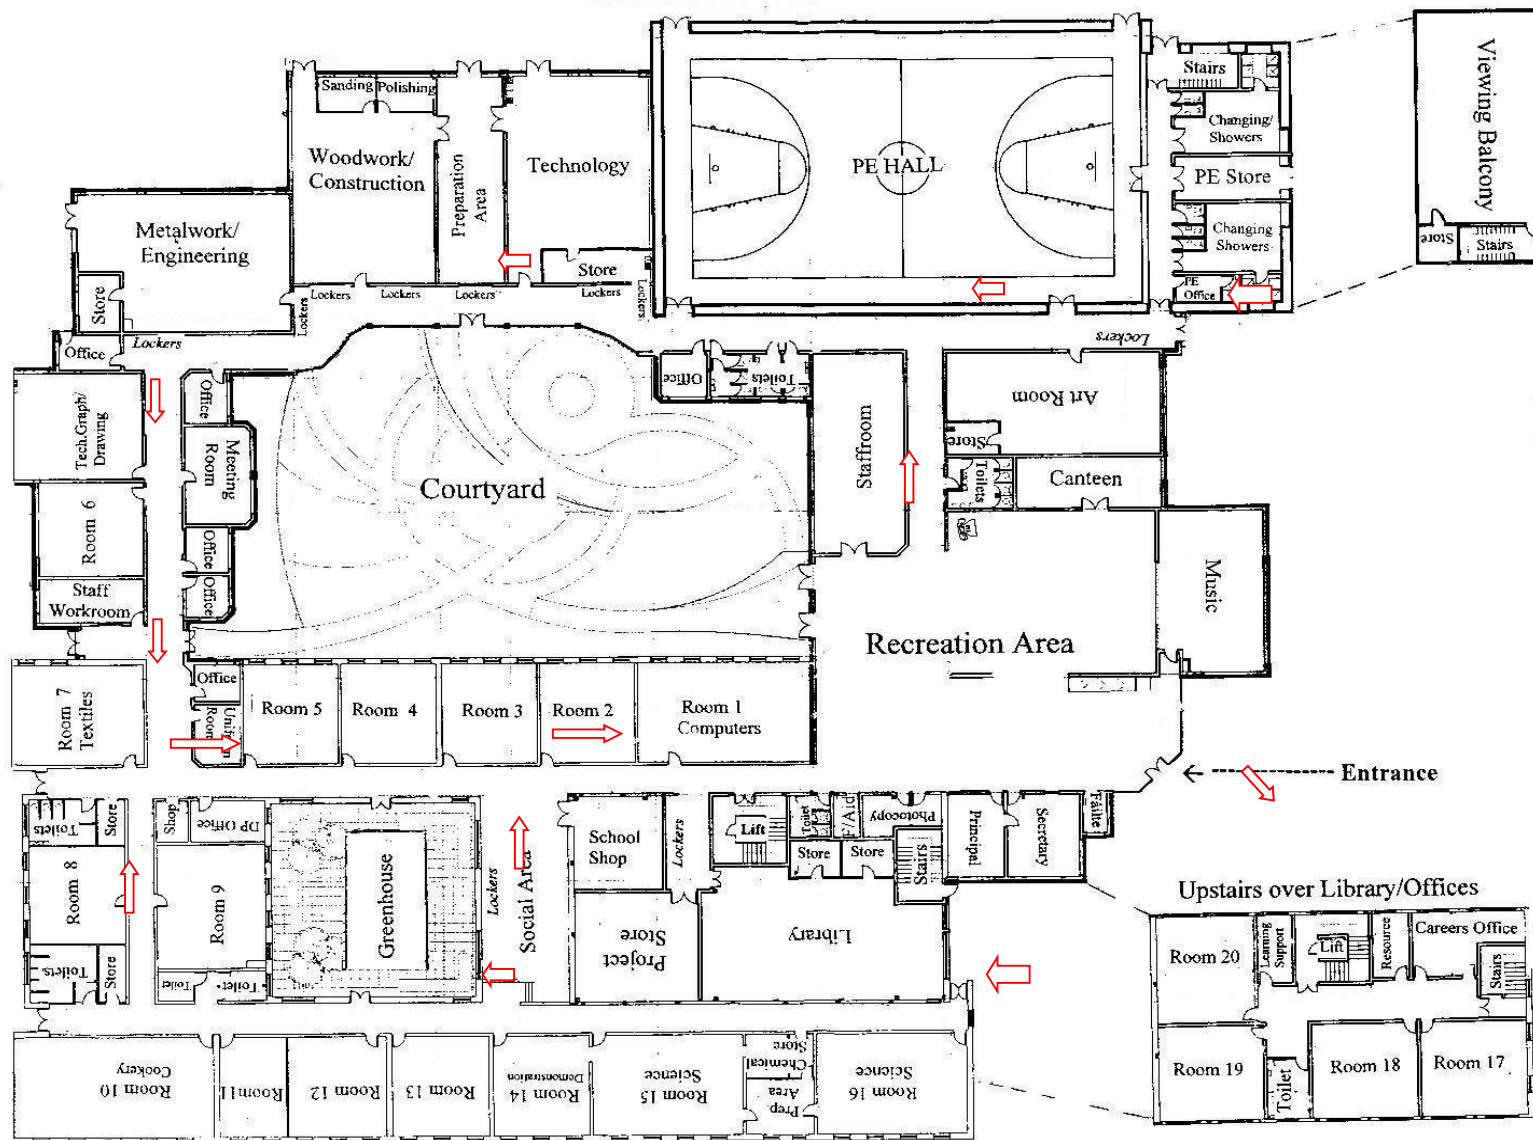 Sanding
Polishing
Woodwork/
Construction
Preparation
Area
Technology
Store
PE HALL
Stairs
Changing/
Showers
PE Store
Changing
Showers
PE
Office
Viewing Balcony
Store
Stairs
Metalwork/
Engineering
Store
Office
Lockers
Lockers
Lockers
Lockers
Lockers
Lockers
Lockers
Lockers
Lockers
Tech.Graph/
Drawing
Office
Meeting
Room
Room 6
Office
Office
Staff
Workroom
Courtyard
Office
Toilets
Staffroom
Art Room
Store
Toilets
Canteen
Music
Recreation Area
Room 7
Textiles
Office
Room 5
Room 4
Room 3
Room 2
Room 1
Computers
Entrance
Toilets
Store
Shop
DP Office
Room 8
Room 9
Greenhouse
Lockers
Social Area
School
Shop
Lockers
Lift
Toilet
F/Aid
Photocopy
Store
Store
Stairs
Principal
Secretary
Failte
Project
Store
Library
Toilets
Store
Toilet
Toilet
Room 10
Cookery
Room11
Room 12
Room 13
Room 14
Demonstration
Room 15
Science
Chemical
Store
Prep
Area
Room 16
Science
Upstairs over Library/Offices
Room 20
Learning
Support
Lift
Resource
Careers Office
Stairs
Room 19
Toilet
Room 18
Room 17